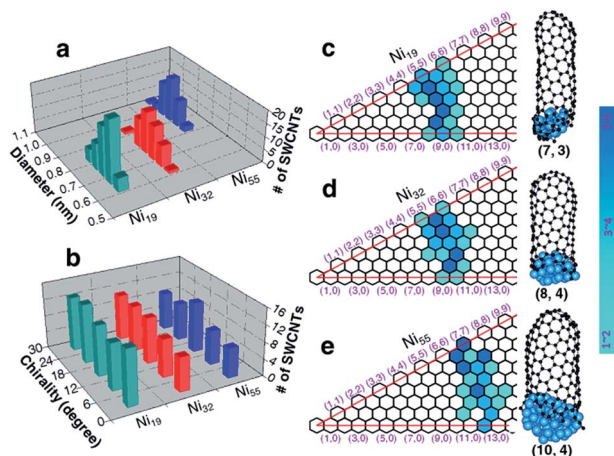 a
20
15
10
5
0
# of SWCNTs
1.1
1.0
0.9
0.8
0.7
0.6
0.5
Diameter (nm)
Ni19
Ni32
Ni55
b
16
12
8
4
0
# of SWCNTs
30
24
18
12
6
0
Chirality (degree)
Ni19
Ni32
Ni55
c
Ni19
(1,1) (2,2) (3,3) (4,4) (5,5) (6,6) (7,7) (8,8) (9,9)
(1,0) (3,0) (5,0) (7,0) (9,0) (11,0) (13,0)
(7, 3)
d
Ni32
(1,1) (2,2) (3,3) (4,4) (5,5) (6,6) (7,7) (8,8) (9,9)
(1,0) (3,0) (5,0) (7,0) (9,0) (11,0) (13,0)
(8, 4)
e
Ni55
(1,1) (2,2) (3,3) (4,4) (5,5) (6,6) (7,7) (8,8) (9,9)
(1,0) (3,0) (5,0) (7,0) (9,0) (11,0) (13,0)
(10, 4)
3~4
1~2